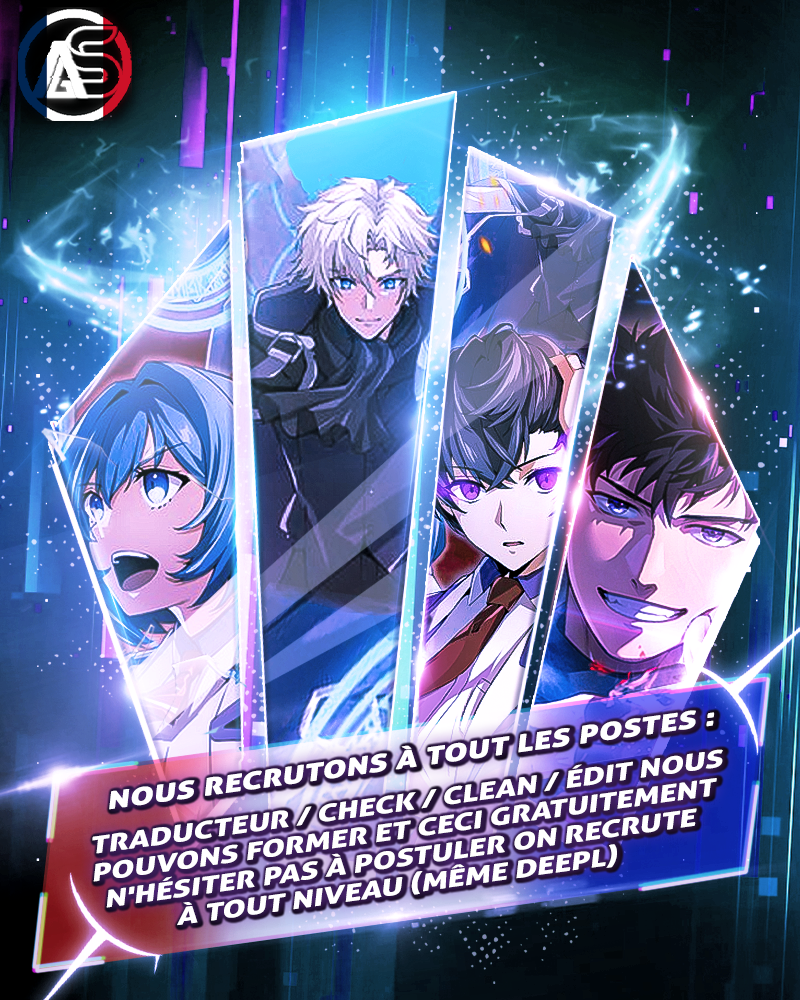 NOUS RECRUTONS À TOUT LES POSTES :
TRADUCTEUR / CHECK / CLEAN / ÉDIT NOUS
POUVONS FORMER ET CECI GRATUITEMENT
N'HÉSITER PAS À POSTULER ON RECRUTE
À TOUT NIVEAU (MÊME DEEPL)